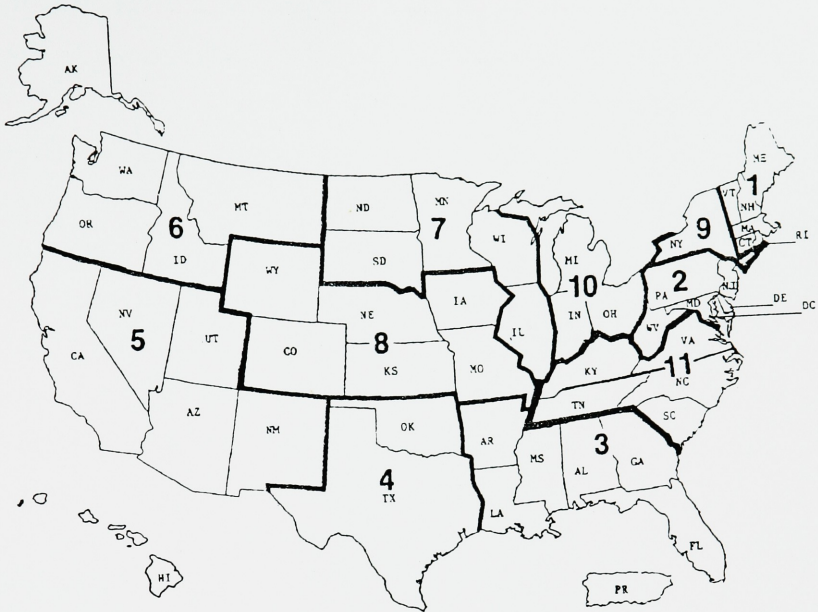 AK
WA
ME
MT
ND
MN
VT
1
OR
6
7
NH
9
MA
WI
NY
CT
RI
MI
ID
SD
WY
2
NJ
10
PA
IA
MD
DE
NV
NE
IN
OH
DC
5
UT
8
IL
WV
CO
VA
CA
KS
MO
KY
11
NC
TN
AZ
NM
OK
AR
SC
3
MS
AL
GA
4
TX
LA
FL
HI
PR